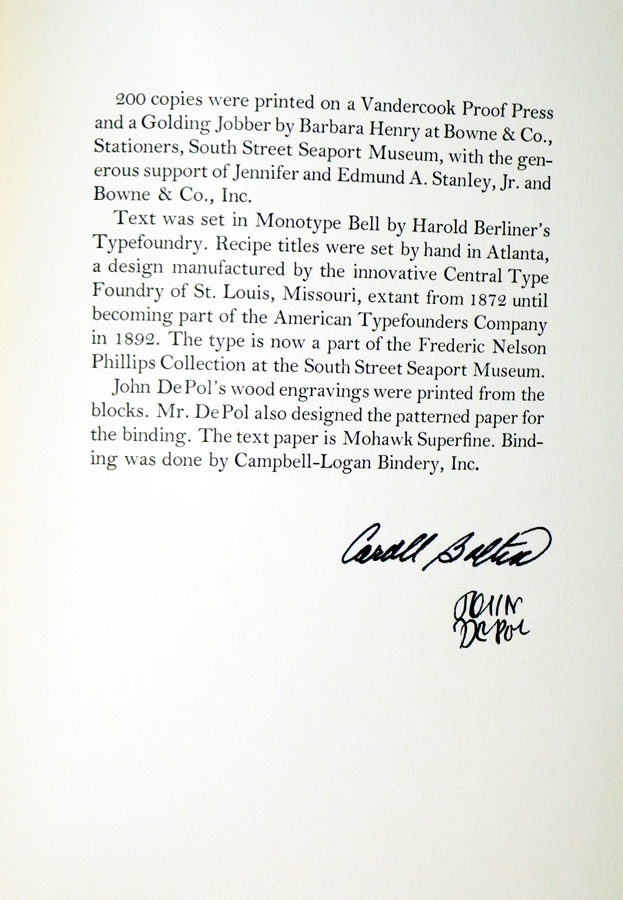 200 copies were printed on a Vandercook Proof Press
and a Golding Jobber by Barbara Henry at Bowne & Co.,
Stationers, South Street Seaport Museum, with the gen-
erous support of Jennifer and Edmund A. Stanley, Jr. and
Bowne & Co., Inc.
Text was set in Monotype Bell by Harold Berliner's
Typefoundry. Recipe titles were set by hand in Atlanta,
a design manufactured by the innovative Central Type
Foundry of St. Louis, Missouri, extant from 1872 until
becoming part of the American Typefounders Company
in 1892. The type is now a part of the Frederic Nelson
Phillips Collection at the South Street Seaport Museum.
John DePol's wood engravings were printed from the
blocks. Mr. DePol also designed the patterned paper for
the binding. The text paper is Mohawk Superfine. Bind-
ing was done by Campbell-Logan Bindery, Inc.
JOHN
DePOL